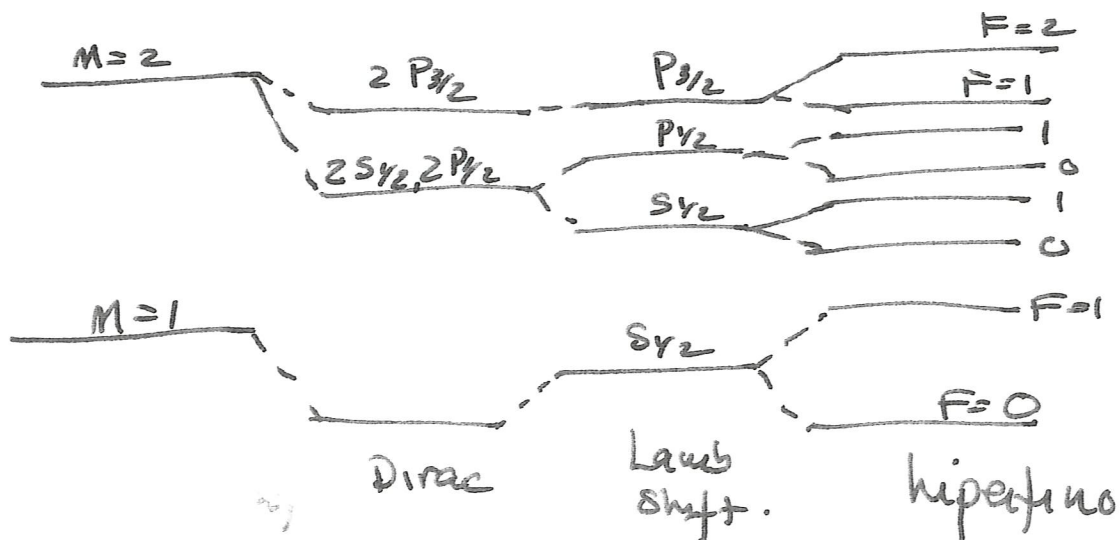 F=2
M=2
2 P3/2
P3/2
F=1
P1/2
1
2S1/2, 2P1/2
0
S1/2
1
0
M=1
F=1
S1/2
F=0
Dirac
Lamb
shift.
hiperfino